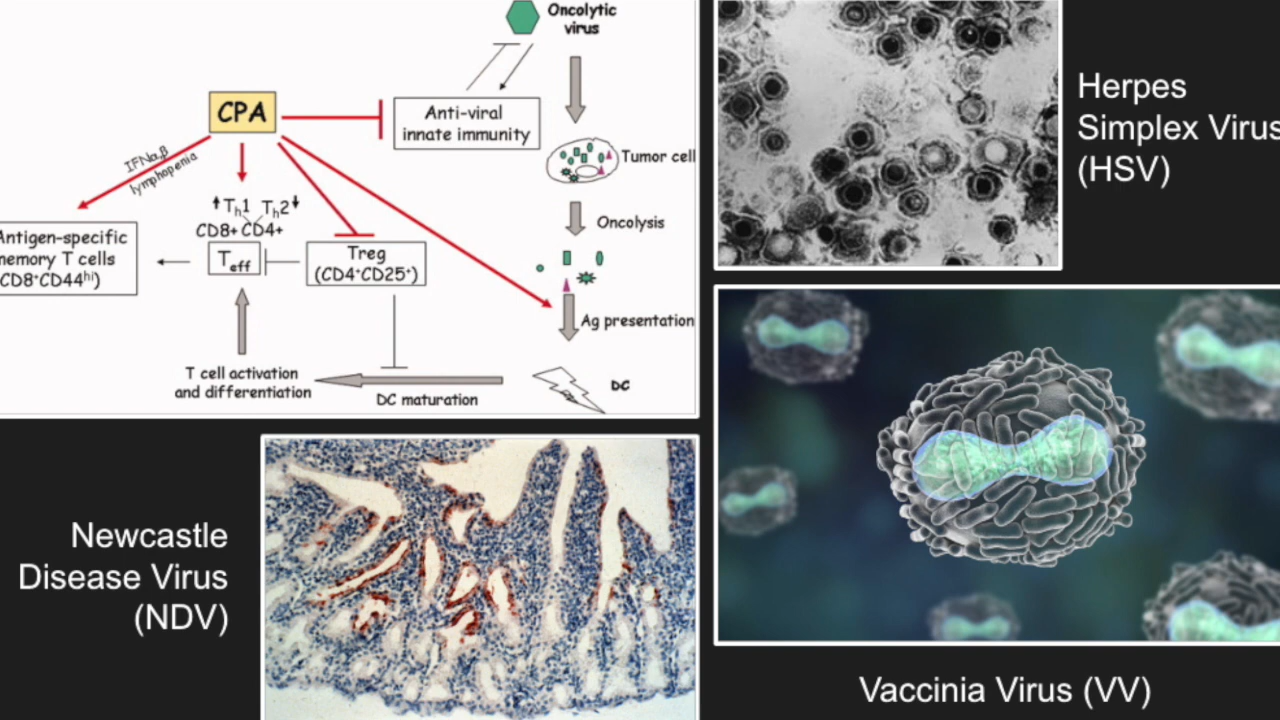 Oncolytic
virus
CPA
Anti-viral
innate immunity
IFNα,β
lymphopenia
Tumor cell
Th1 Th2
CD8+ CD4+
Oncolysis
Antigen-specific
memory T cells
CD8⁺CD44ʰⁱ)
Teff
Treg
(CD4⁺CD25⁺)
Ag presentation
T cell activation
and differentiation
DC maturation
DC
Herpes
Simplex Virus
(HSV)
Newcastle
Disease Virus
(NDV)
Vaccinia Virus (VV)